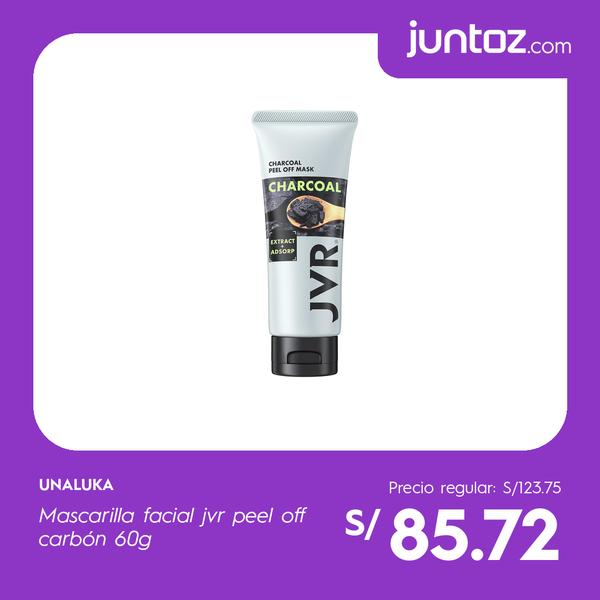 juntoz.com
CHARCOAL
PEEL OFF MASK
CHARCOAL
EXTRACT
+
ADSORP
JVR
UNALUKA
Mascarilla facial jvr peel off
carbón 60g
Precio regular: S/123.75
S/85.72